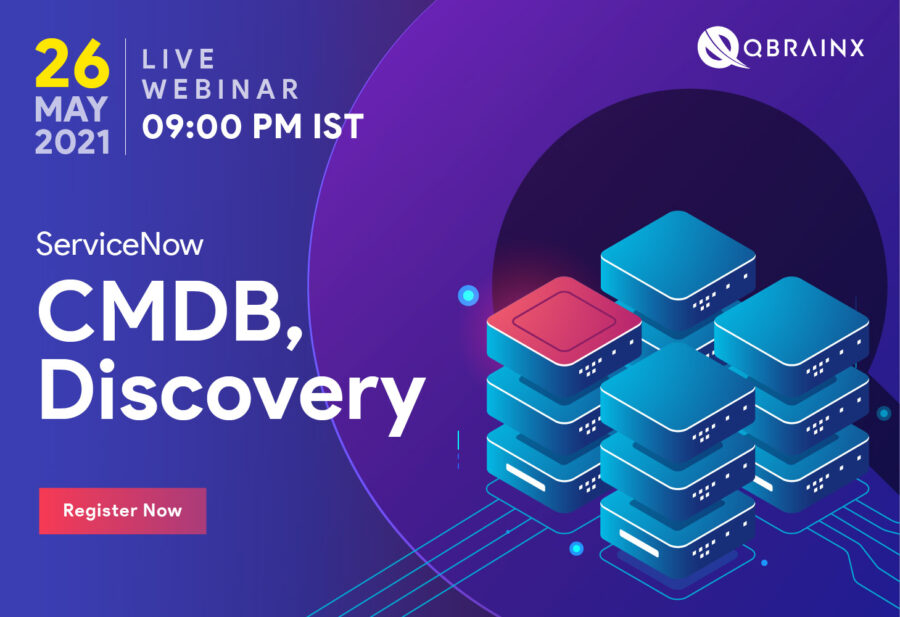 26
MAY
2021
LIVE
WEBINAR
09:00 PM IST
QBRAINX
ServiceNow
CMDB,
Discovery
Register Now